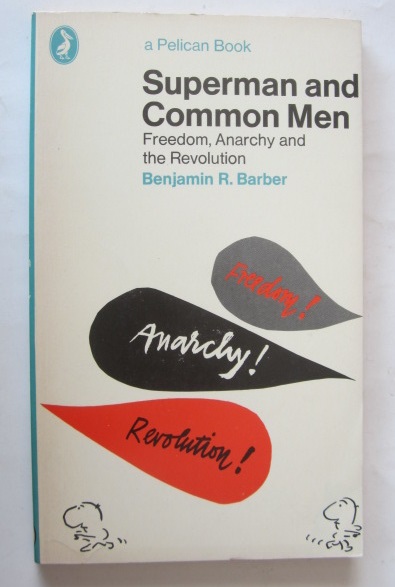 a Pelican Book
Superman and
Common Men
Freedom, Anarchy and
the Revolution
Benjamin R. Barber
Freedom!
Anarchy!
Revolution!